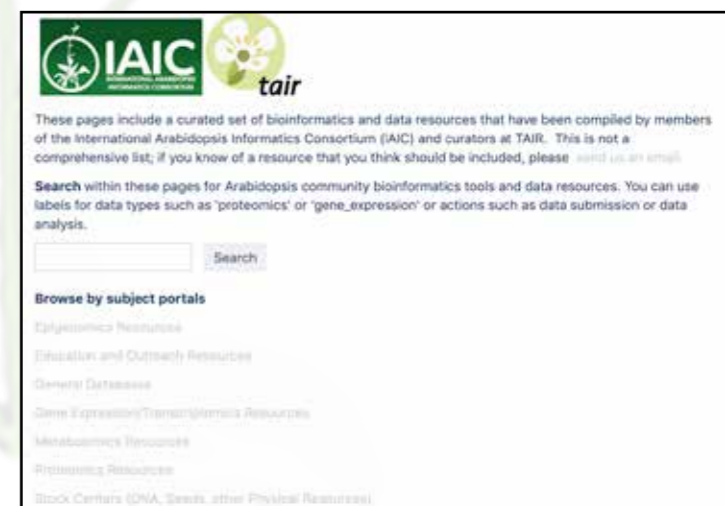 IAIC
INTERNATIONAL ARABIDOPSIS
INFORMATICS CONSORTIUM
tair
These pages include a curated set of bioinformatics and data resources that have been compiled by members
of the International Arabidopsis Informatics Consortium (IAIC) and curators at TAIR. This is not a
comprehensive list; if you know of a resource that you think should be included, please send us an email.
Search within these pages for Arabidopsis community bioinformatics tools and data resources. You can use
labels for data types such as 'proteomics' or 'gene_expression' or actions such as data submission or data
analysis.
Search
Browse by subject portals
Epigenomics Resources
Education and Outreach Resources
General Databases
Gene Expression/Transcriptomics Resources
Metabolomics Resources
Proteomics Resources
Stock Centers (DNA, Seeds, other Physical Resources)